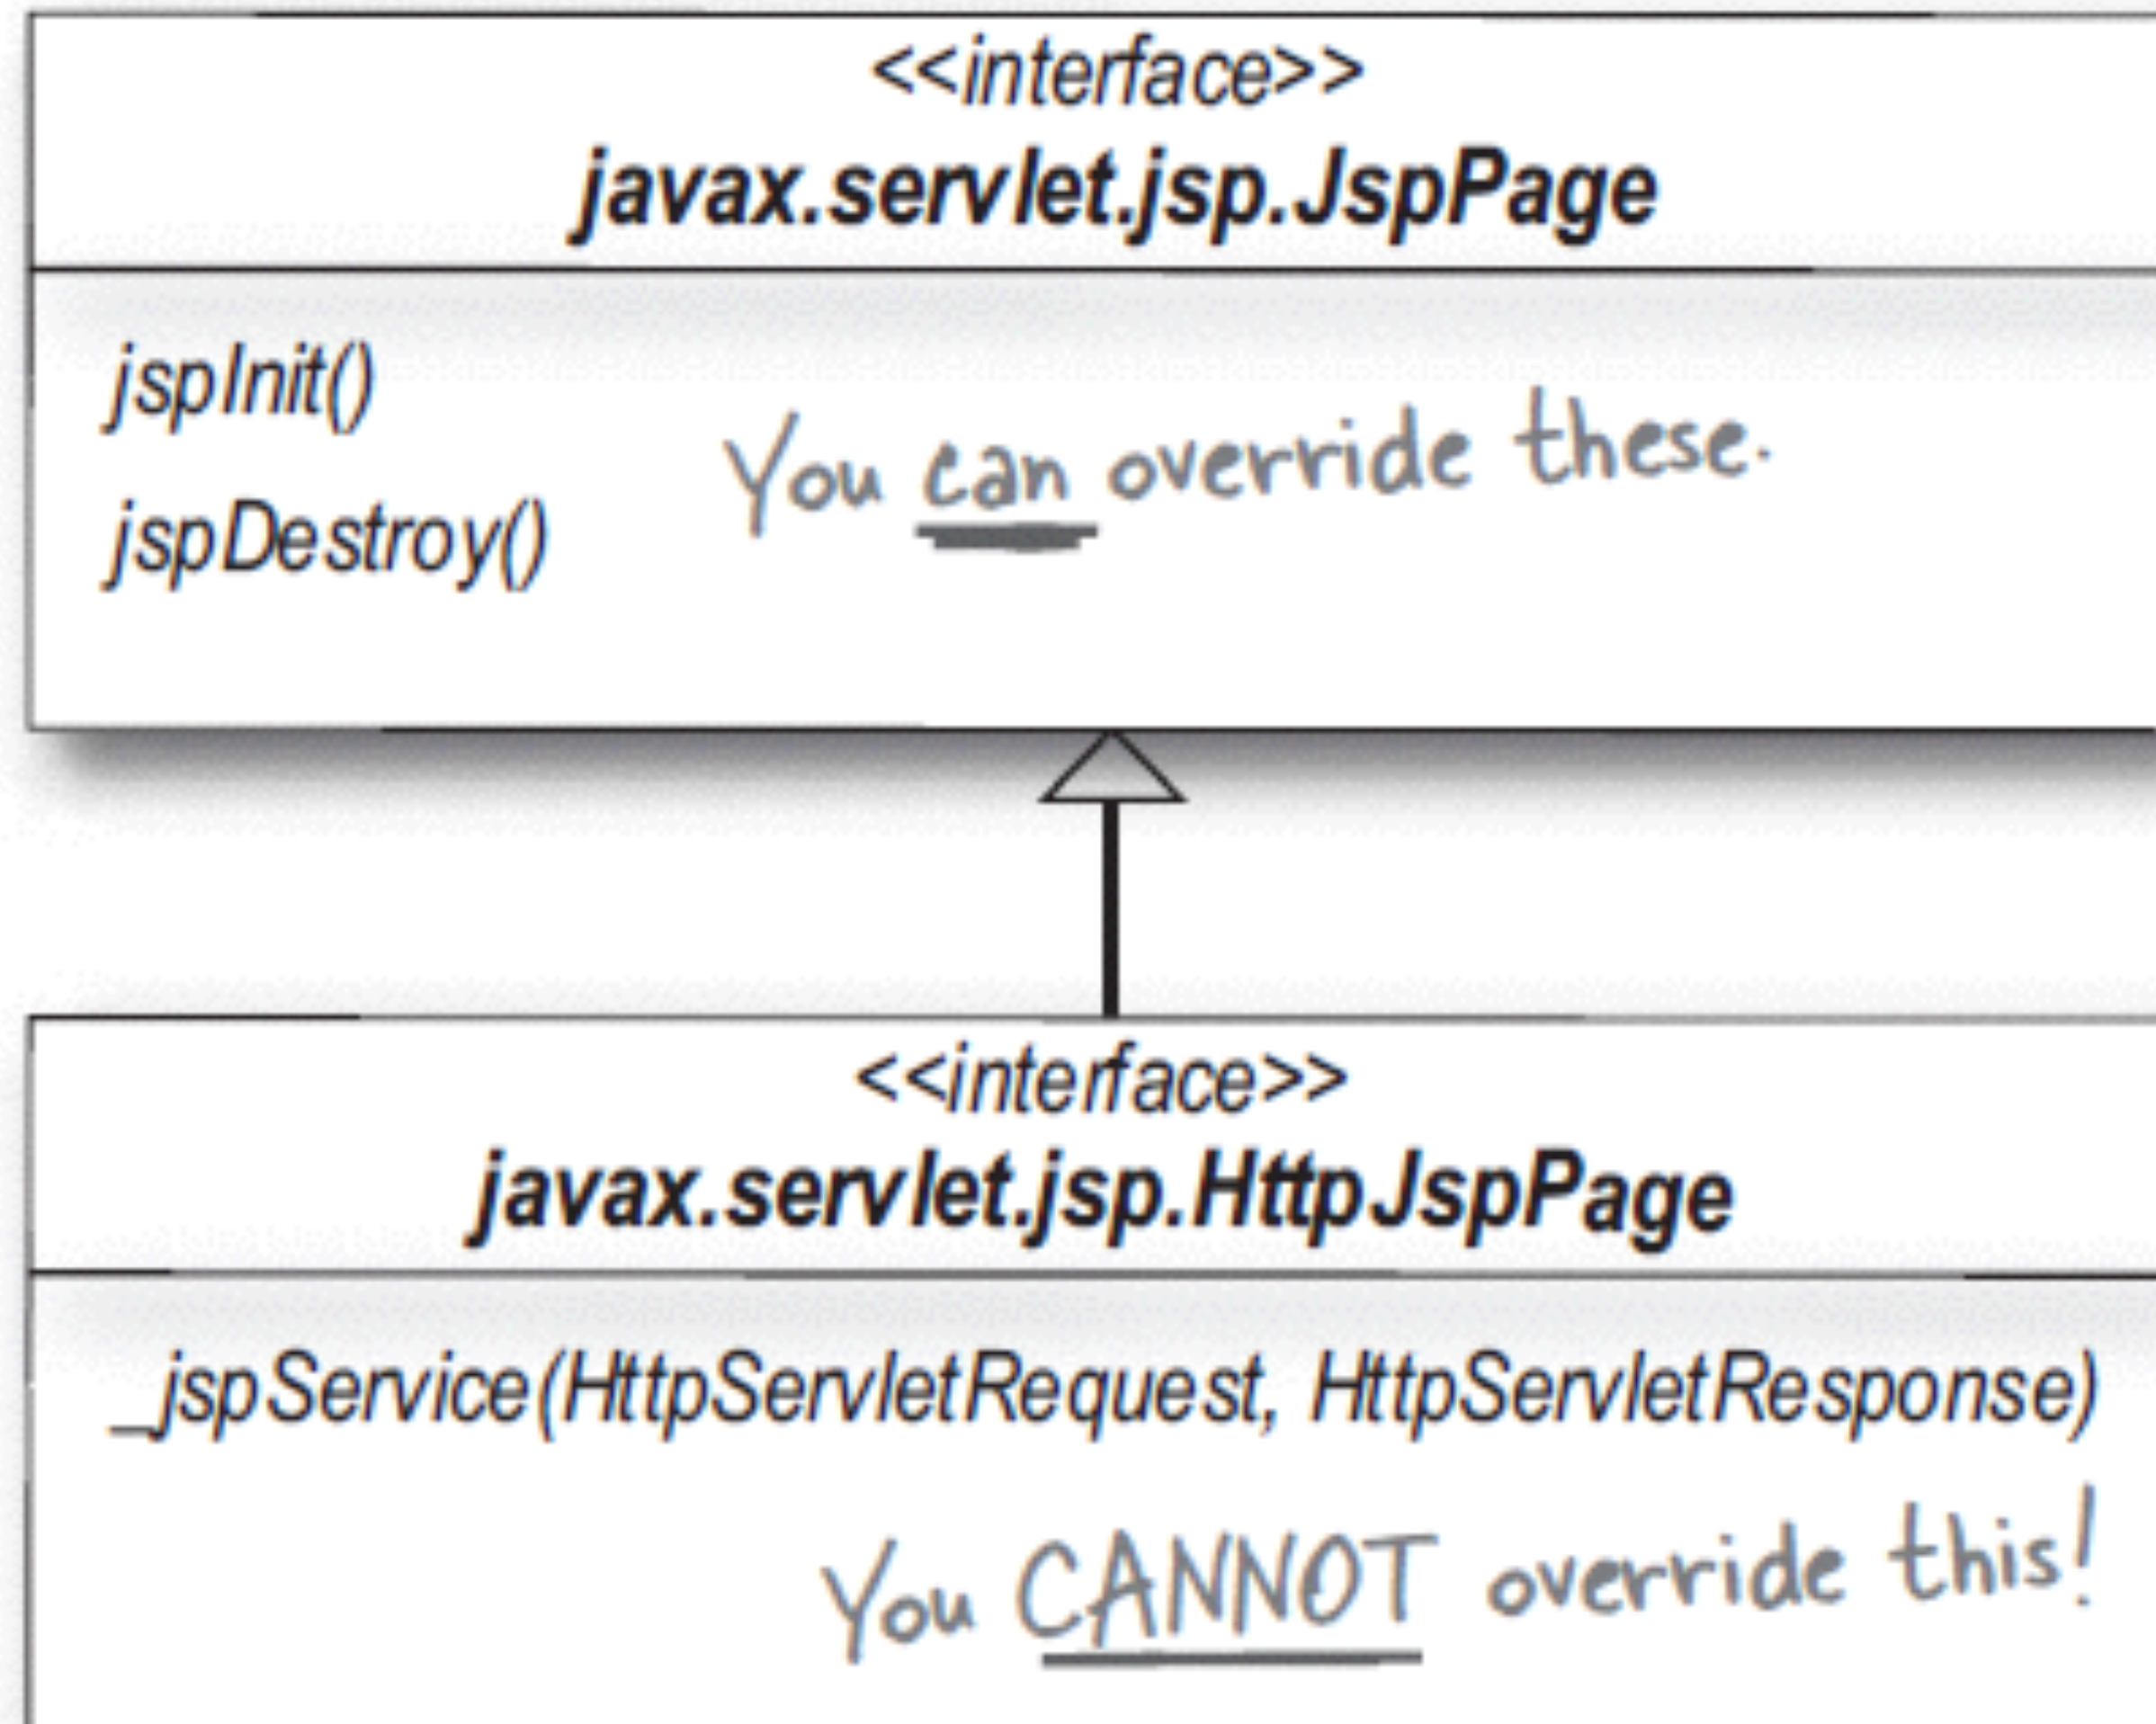 <<interface>>
javax.servlet.jsp.JspPage
jspInit()
You can override these.
jspDestroy()
<<interface>>
javax.servlet.jsp.HttpJspPage
_jspService(HttpServletRequest, HttpServletResponse)
You CANNOT override this!